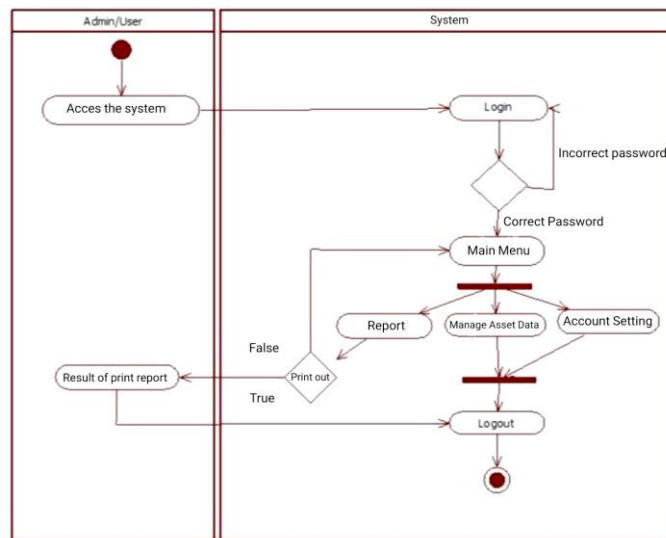 Admin/User
System
Acces the system
Login
Incorrect password
Correct Password
Main Menu
Report
Manage Asset Data
Account Setting
False
Result of print report
Print out
True
Logout